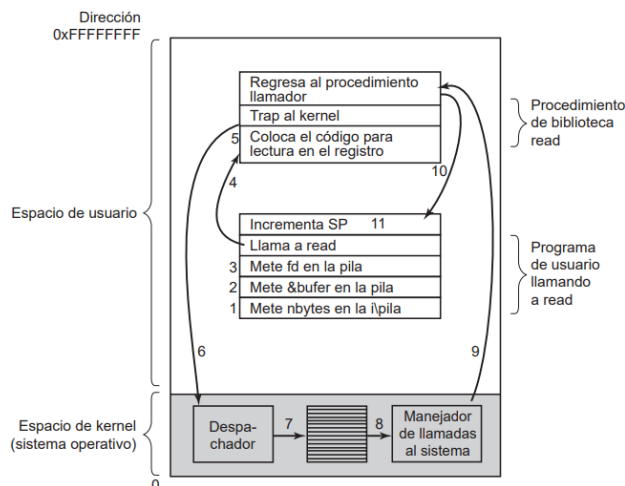 Dirección
0xFFFFFFFF
Regresa al procedimiento
llamador
Trap al kernel
5 Coloca el código para
lectura en el registro
4
10
Procedimiento
de biblioteca
read
Espacio de usuario
Incrementa SP 11
Llama a read
3 Mete fd en la pila
2 Mete &bufer en la pila
1 Mete nbytes en la i\pila
Programa
de usuario
llamando
a read
6
9
Espacio de kernel
(sistema operativo)
Despa-
chador
7
8
Manejador
de llamadas
al sistema
0